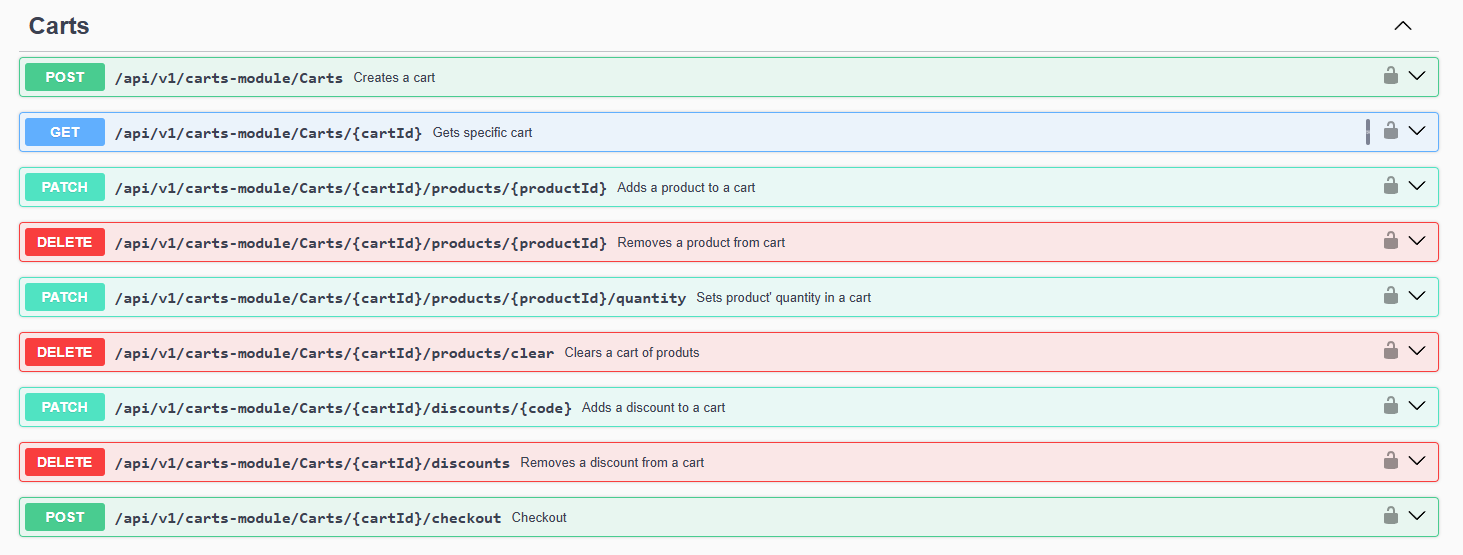 Carts
POST /api/v1/carts-module/Carts Creates a cart
GET /api/v1/carts-module/Carts/{cartId} Gets specific cart
PATCH /api/v1/carts-module/Carts/{cartId}/products/{productId} Adds a product to a cart
DELETE /api/v1/carts-module/Carts/{cartId}/products/{productId} Removes a product from cart
PATCH /api/v1/carts-module/Carts/{cartId}/products/{productId}/quantity Sets product' quantity in a cart
DELETE /api/v1/carts-module/Carts/{cartId}/products/clear Clears a cart of produts
PATCH /api/v1/carts-module/Carts/{cartId}/discounts/{code} Adds a discount to a cart
DELETE /api/v1/carts-module/Carts/{cartId}/discounts Removes a discount from a cart
POST /api/v1/carts-module/Carts/{cartId}/checkout Checkout